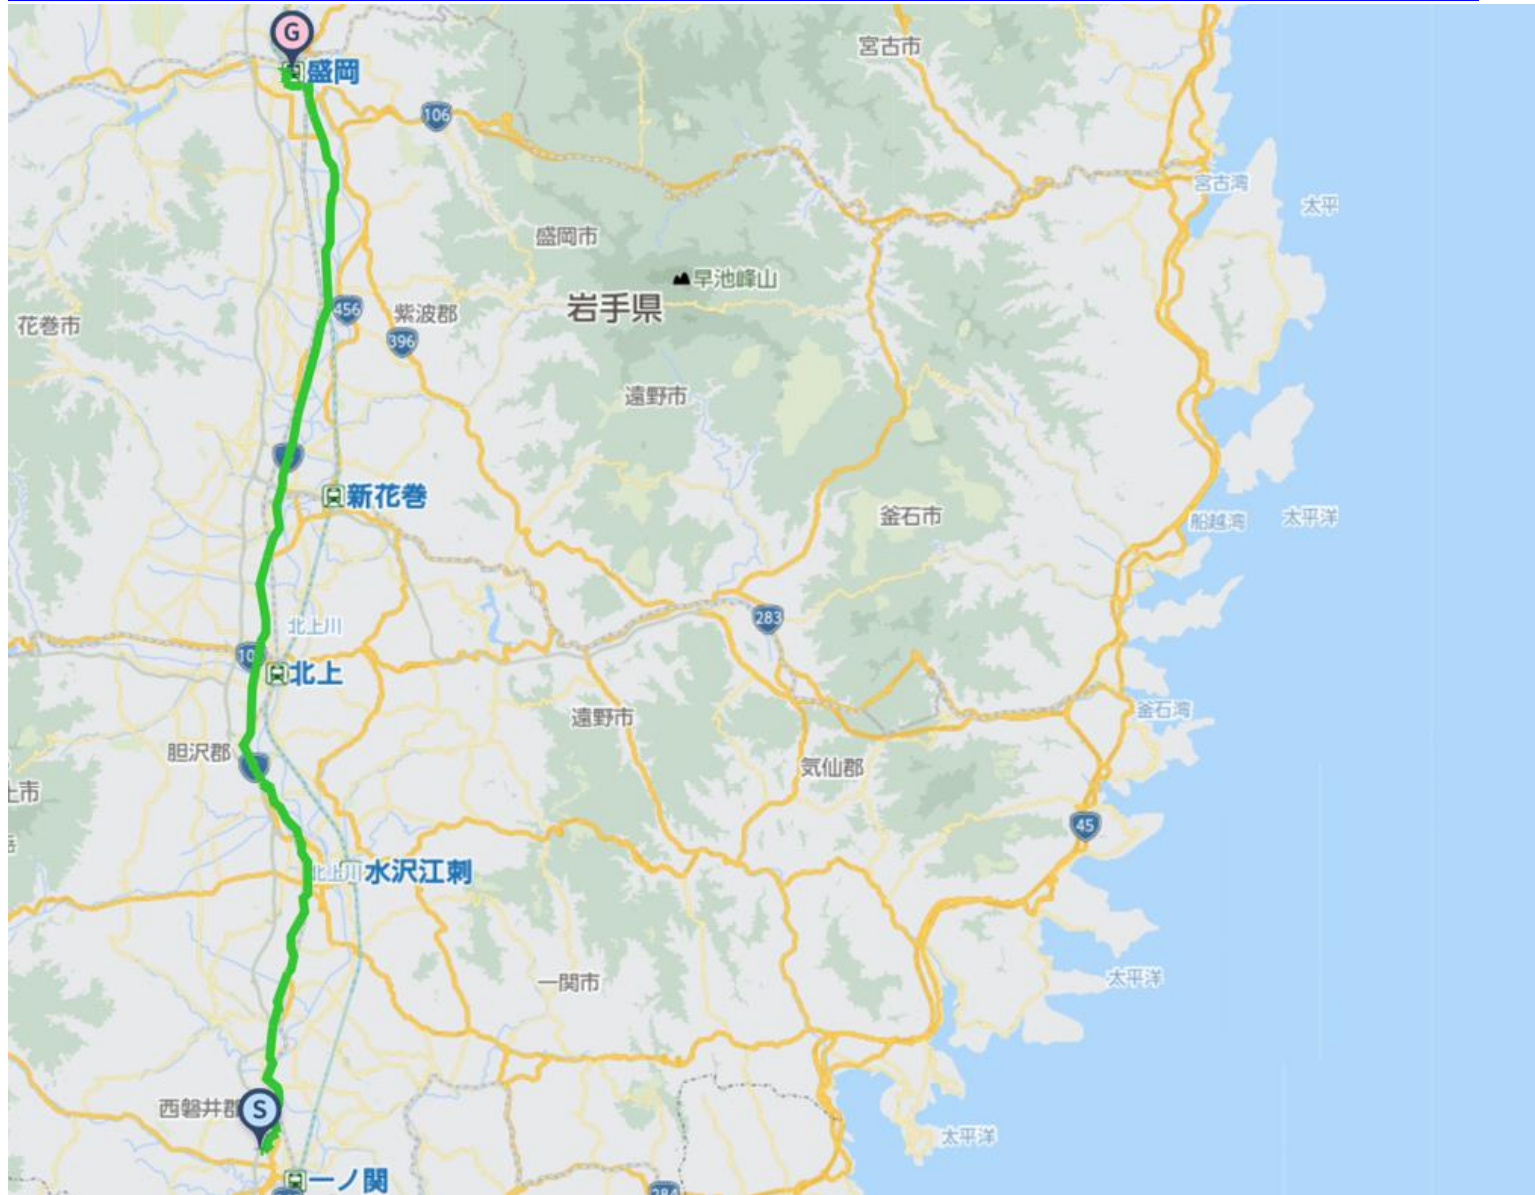 G
盛岡
宮古市
106
宮古湾
太平
盛岡市
早池峰山
岩手県
456
紫波郡
花巻市
396
遠野市
新花巻
釜石市
船越湾
太平洋
283
北上川
10
北上
遠野市
釜石湾
胆沢郡
気仙郡
上市
45
北上川
水沢江刺
一関市
太平洋
西磐井郡
S
太平洋
一ノ関
284